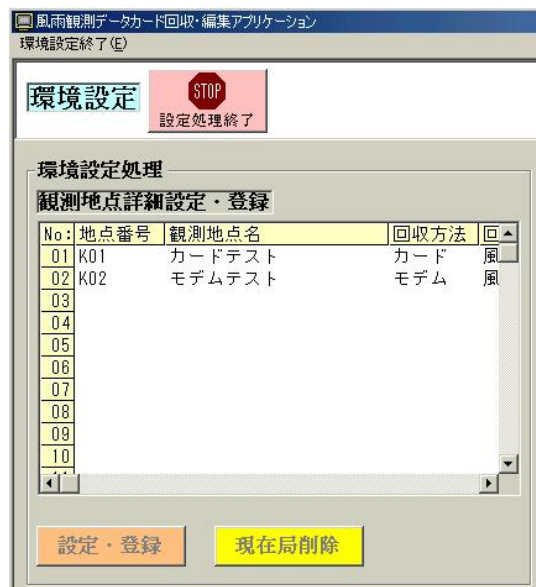 風雨観測データカード回収・編集アプリケーション
環境設定終了(E)
環境設定
STOP
設定処理終了
環境設定処理
観測地点詳細設定・登録
No: 地点番号 観測地点名 回収方法 回
01 K01 カードテスト カード 風
02 K02 モデムテスト モデム 風
03
04
05
06
07
08
09
10
設定・登録 現在局削除